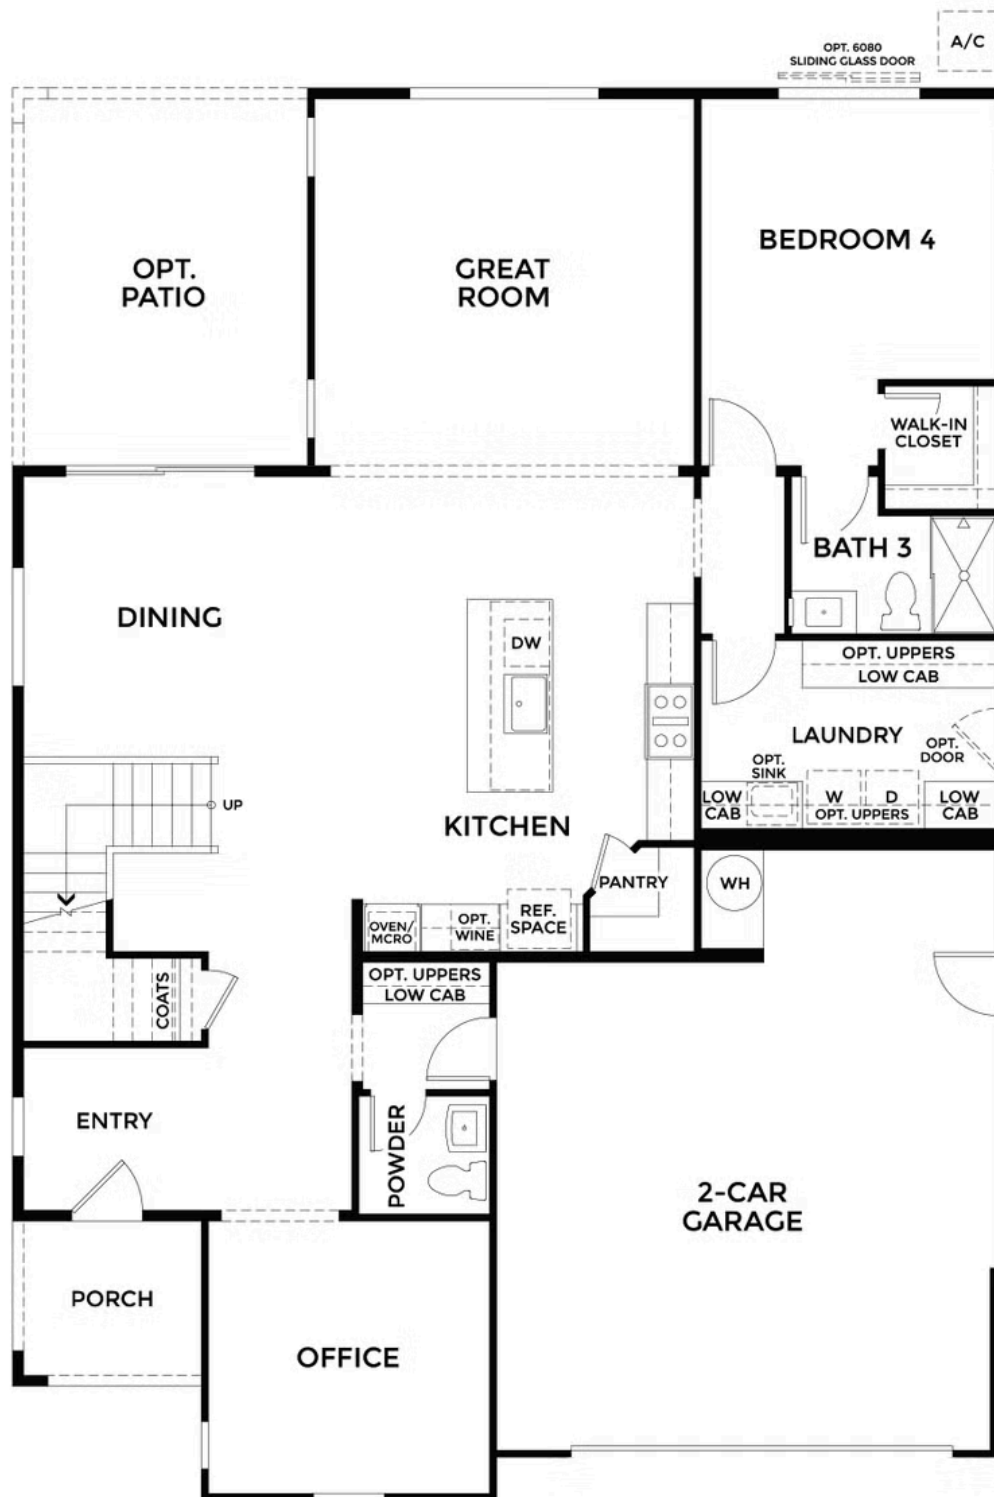 A/C
OPT. 6080
SLIDING GLASS DOOR
BEDROOM 4
OPT.
PATIO
GREAT
ROOM
WALK-IN
CLOSET
BATH 3
DINING
DW
OPT. UPPERS
LOW CAB
LAUNDRY
OPT.
DOOR
OPT.
SINK
LOW
CAB
W
D
OPT. UPPERS
LOW
CAB
UP
KITCHEN
PANTRY
WH
OVEN/
MCRO
OPT.
WINE
REF.
SPACE
OPT. UPPERS
LOW CAB
COATS
ENTRY
POWDER
2-CAR
GARAGE
PORCH
OFFICE